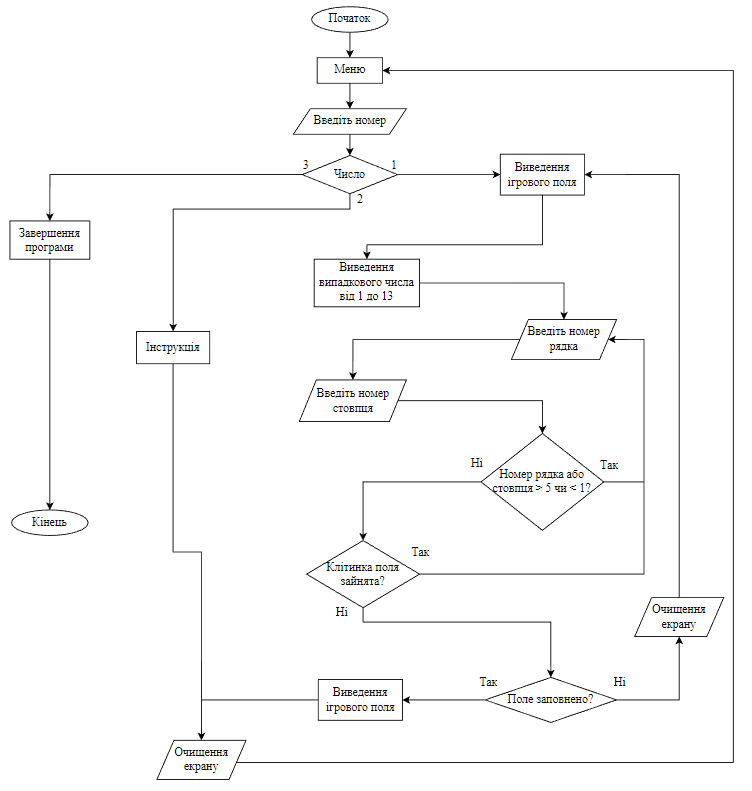 Початок
Меню
Введіть номер
3
Число
1
2
Виведення
ігрового поля
Завершення
програми
Виведення
випадкового числа
від 1 до 13
Введіть номер
рядка
Інструкція
Введіть номер
стовпця
Ні
Номер рядка або
стовпця > 5 чи < 1?
Так
Кінець
Клітинка поля
зайнята?
Так
Ні
Очищення
екрану
Виведення
ігрового поля
Так
Поле заповнено?
Ні
Очищення
екрану